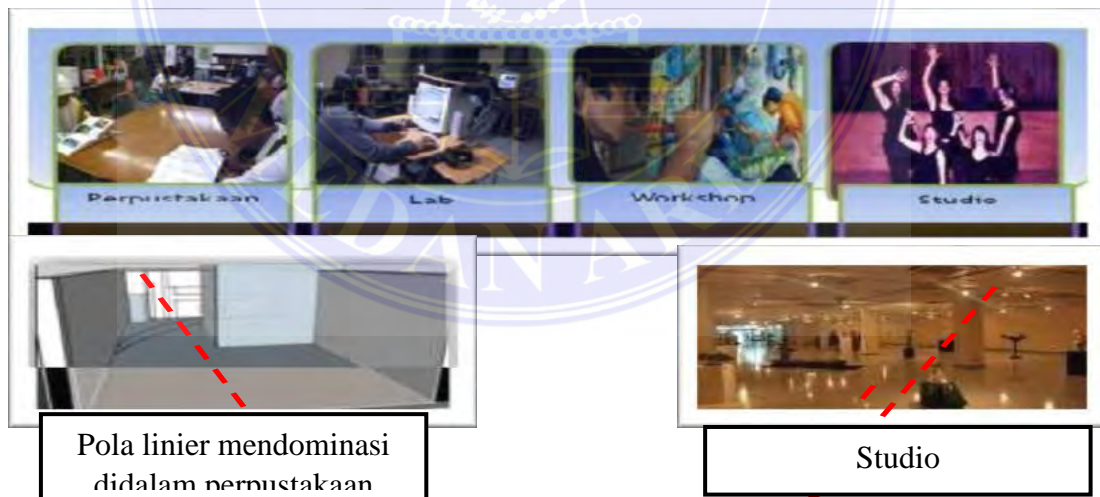 Perpustakaan
Lab
Workshop
Studio
Pola linier mendominasi
didalam perpustakaan
Studio